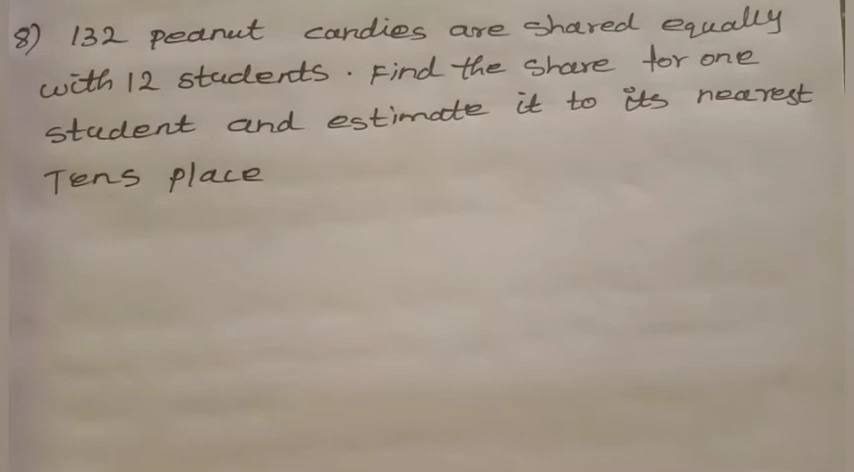 8) 132 peanut candies are shared equally
with 12 students. Find the share for one
student and estimate it to its nearest
Tens place